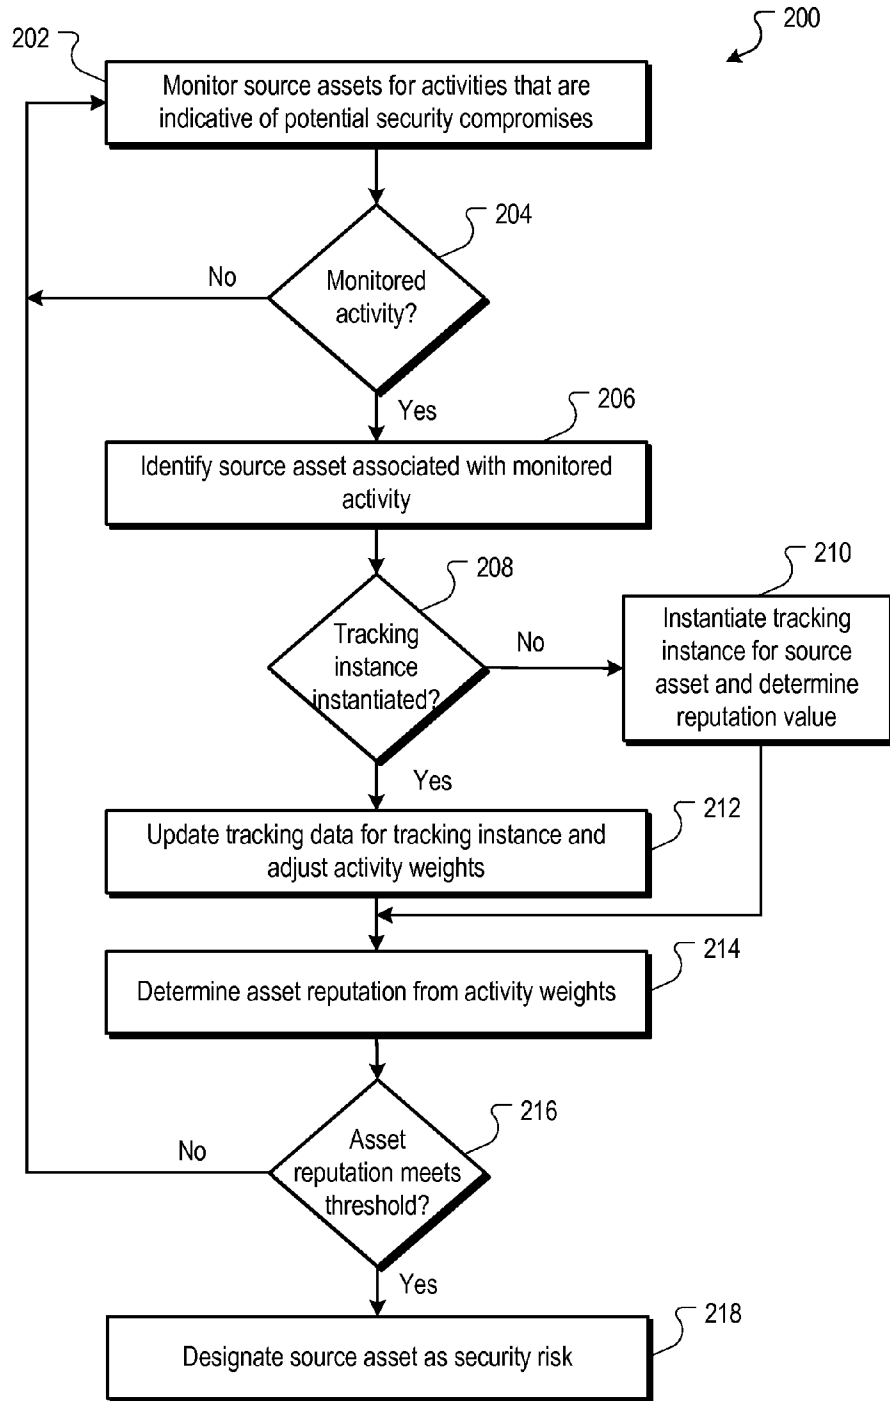 200
202
Monitor source assets for activities that are
indicative of potential security compromises
204
No
Monitored
activity?
Yes
206
Identify source asset associated with monitored
activity
208
210
Tracking
instance
instantiated?
No
Instantiate tracking
instance for source
asset and determine
reputation value
Yes
212
Update tracking data for tracking instance and
adjust activity weights
214
Determine asset reputation from activity weights
216
No
Asset
reputation meets
threshold?
Yes
218
Designate source asset as security risk